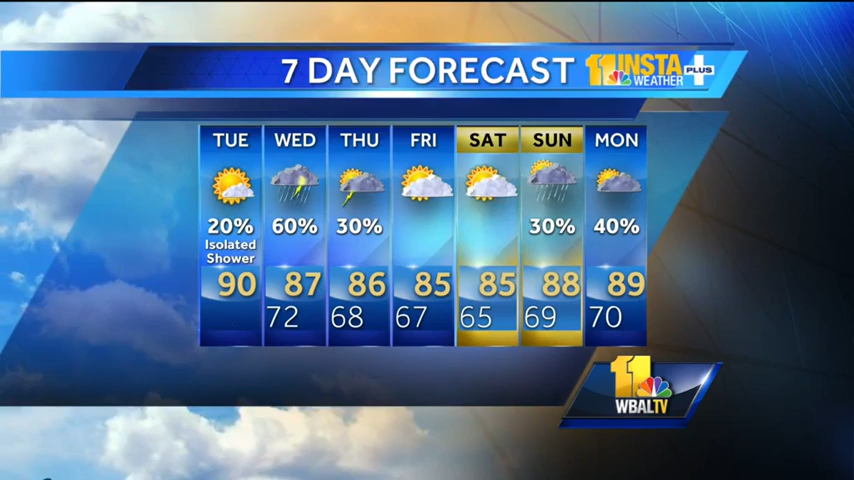 7 DAY FORECAST 11 INSTA WEATHER PLUS
TUE WED THU FRI SAT SUN MON
20% 60% 30% 30% 40%
Isolated
Shower
90 87 86 85 85 88 89
72 68 67 65 69 70
11
WBALTV